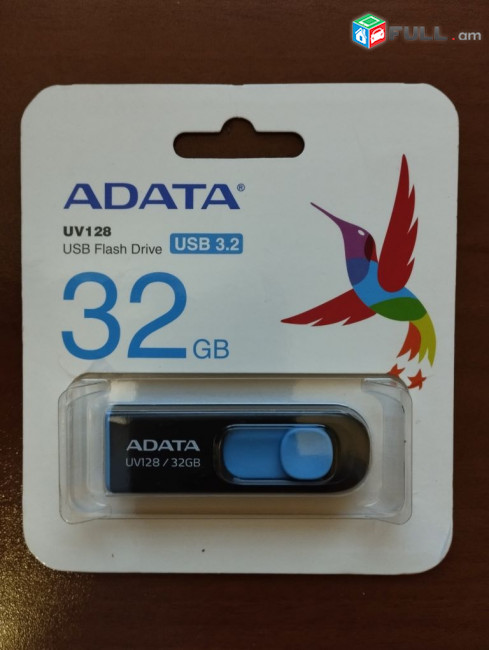 FULL.am
ADATA®
UV128
USB Flash Drive USB 3.2
32 GB
ADATA
UV128 / 32GB